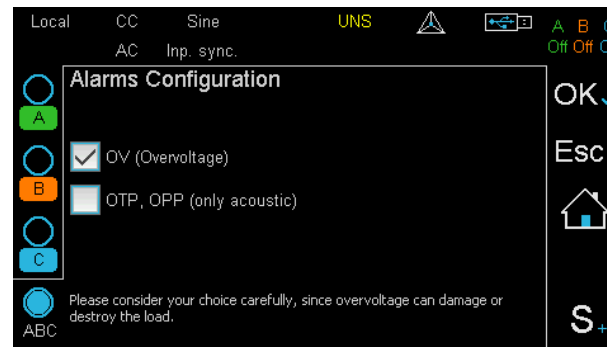 Local CC Sine UNS A B
AC Inp. sync. Off Off
Alarms Configuration
OK
A
OV (Overvoltage)
Esc
B
OTP, OPP (only acoustic)
C
Please consider your choice carefully, since overvoltage can damage or
destroy the load.
ABC
S+